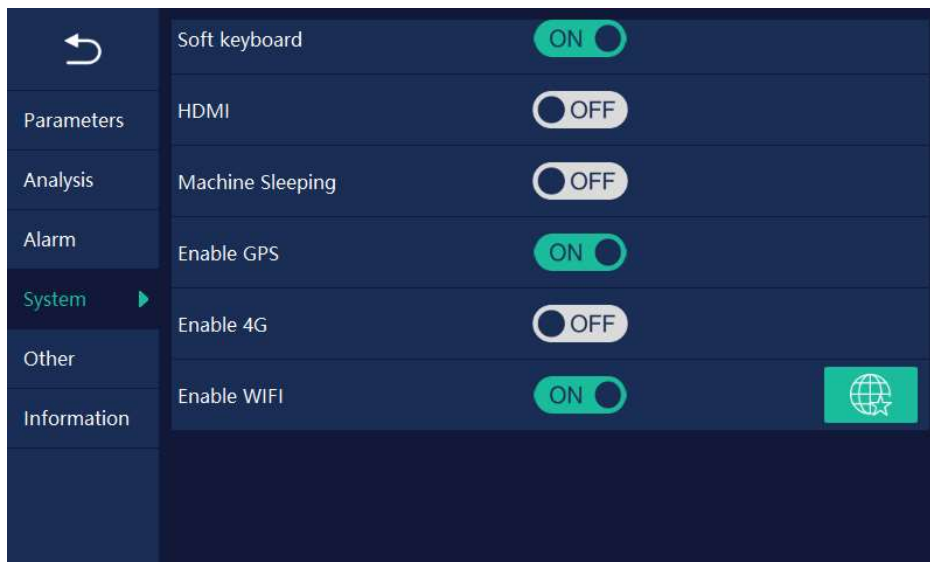 Soft keyboard ON
Parameters
HDMI OFF
Analysis
Machine Sleeping OFF
Alarm
Enable GPS ON
System
Enable 4G OFF
Other
Enable WIFI ON
Information